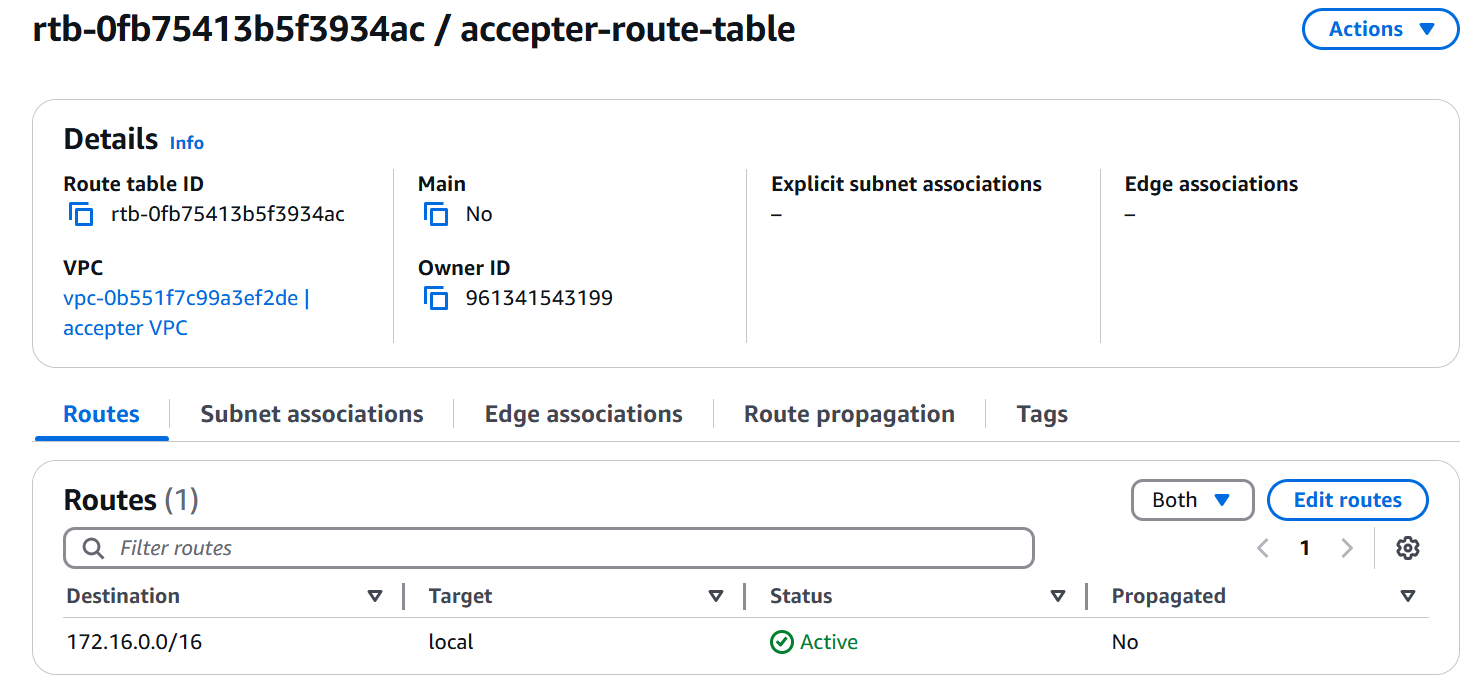 rtb-0fb75413b5f3934ac / accepter-route-table
Actions
Details Info
Route table ID
rtb-0fb75413b5f3934ac
Main
No
Explicit subnet associations
–
Edge associations
–
VPC
vpc-0b551f7c99a3ef2de |
accepter VPC
Owner ID
961341543199
Routes
Subnet associations
Edge associations
Route propagation
Tags
Routes (1)
Both
Edit routes
Filter routes
1
Destination Target Status Propagated
172.16.0.0/16 local Active No